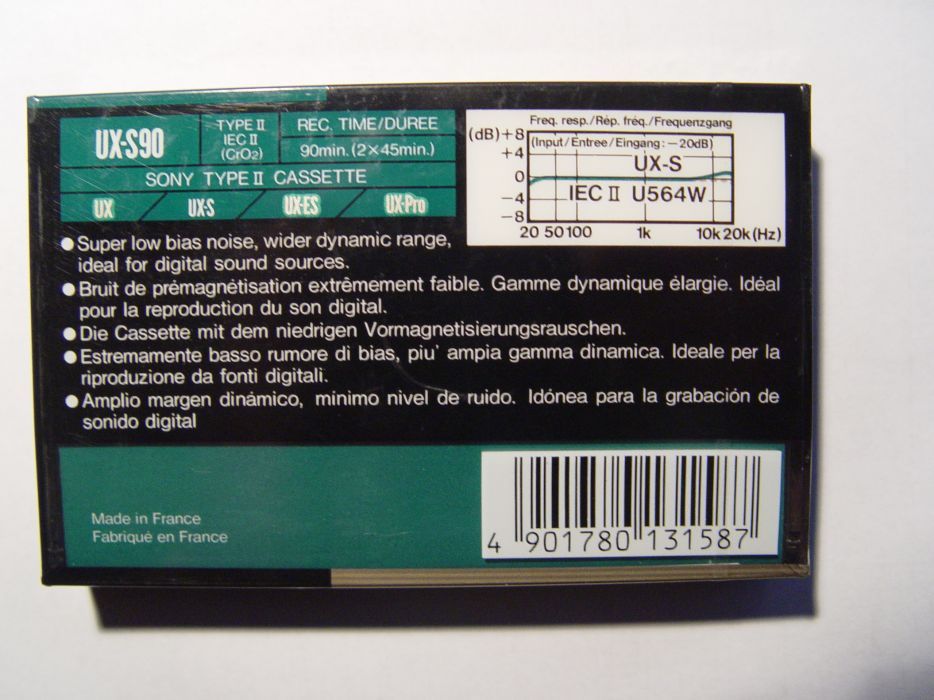 UX-S90
TYPE II
IEC II
(CrO2)
REC. TIME/DUREE
90min. (2×45min.)
SONY TYPE II CASSETTE
UX
UX-S
UX-ES
UX-Pro
Freq. resp./Rép. fréq./Frequenzgang
(dB)
+8
(Input/Entree/Eingang: −20dB)
+4
UX-S
0
IEC II U564W
−4
−8
20 50 100 1k 10k 20k (Hz)
● Super low bias noise, wider dynamic range,
ideal for digital sound sources.
● Bruit de prémagnétisation extrêmement faible. Gamme dynamique élargie. Idéal
pour la reproduction du son digital.
● Die Cassette mit dem niedrigen Vormagnetisierungsrauschen.
● Estremamente basso rumore di bias, piu' ampia gamma dinamica. Ideale per la
riproduzione da fonti digitali.
● Amplio margen dinámico, mínimo nivel de ruido. Idónea para la grabación de
sonido digital
Made in France
Fabriqué en France
4 901780 131587